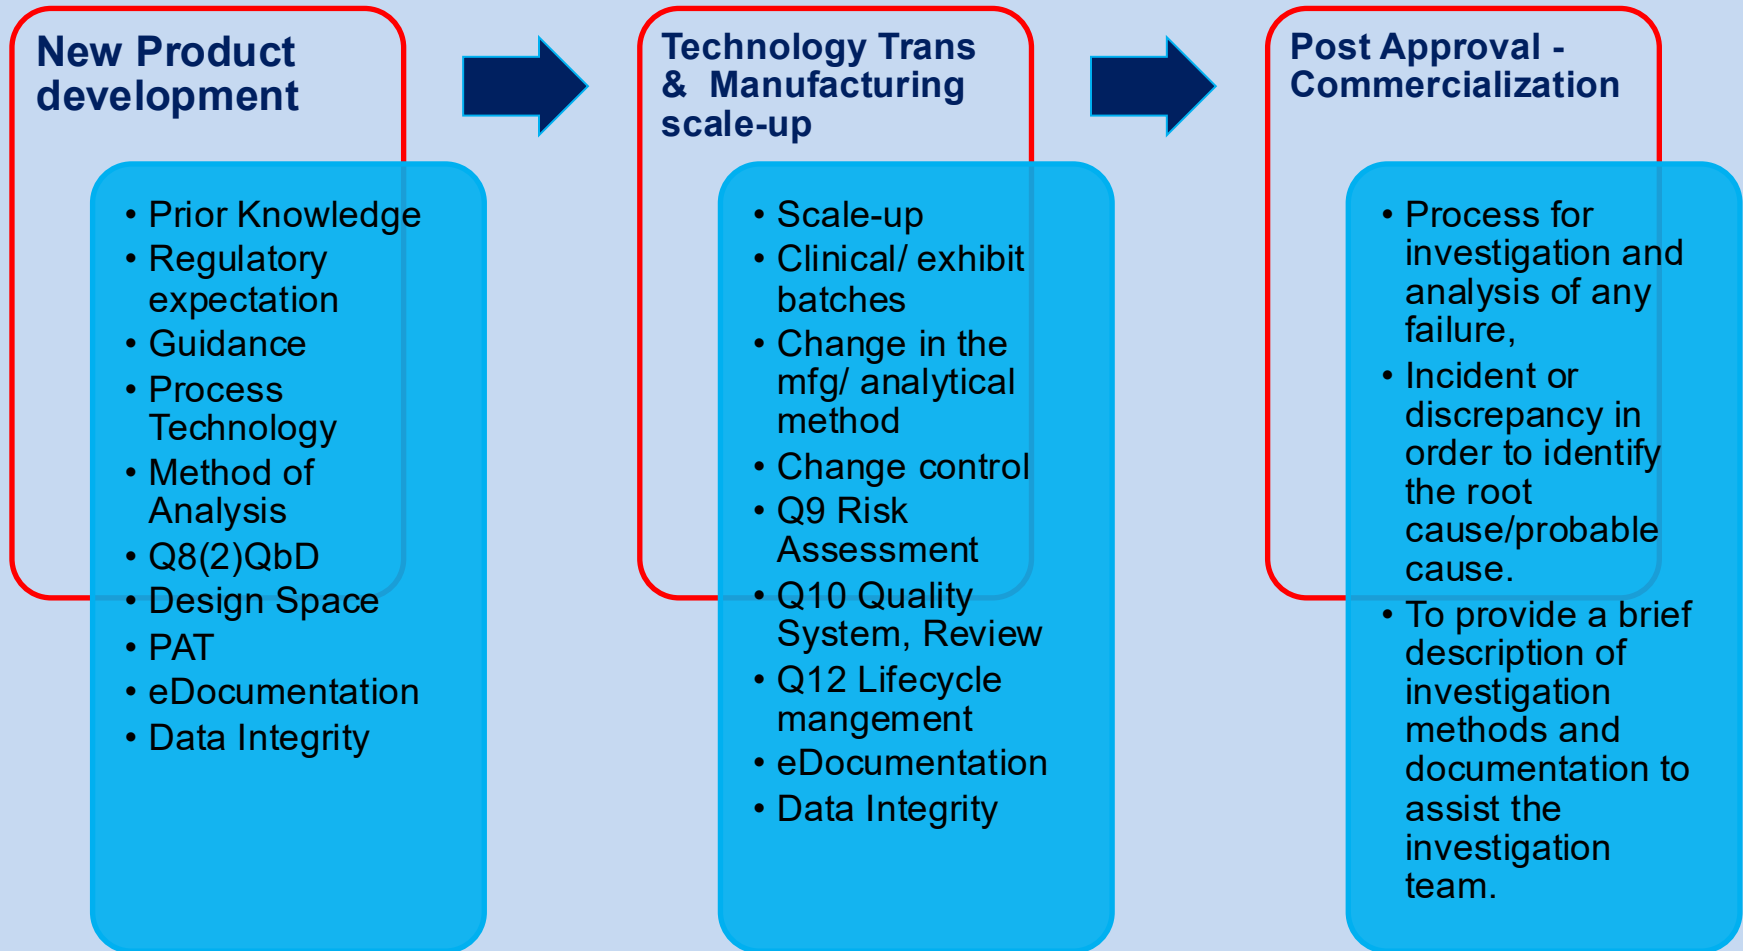 New Product
development
• Prior Knowledge
• Regulatory
expectation
• Guidance
• Process
Technology
• Method of
Analysis
• Q8(2)QbD
• Design Space
• PAT
• eDocumentation
• Data Integrity
Technology Trans
& Manufacturing
scale-up
• Scale-up
• Clinical/ exhibit
batches
• Change in the
mfg/ analytical
method
• Change control
• Q9 Risk
Assessment
• Q10 Quality
System, Review
• Q12 Lifecycle
mangement
• eDocumentation
• Data Integrity
Post Approval -
Commercialization
• Process for
investigation and
analysis of any
failure,
• Incident or
discrepancy in
order to identify
the root
cause/probable
cause.
• To provide a brief
description of
investigation
methods and
documentation to
assist the
investigation
team.